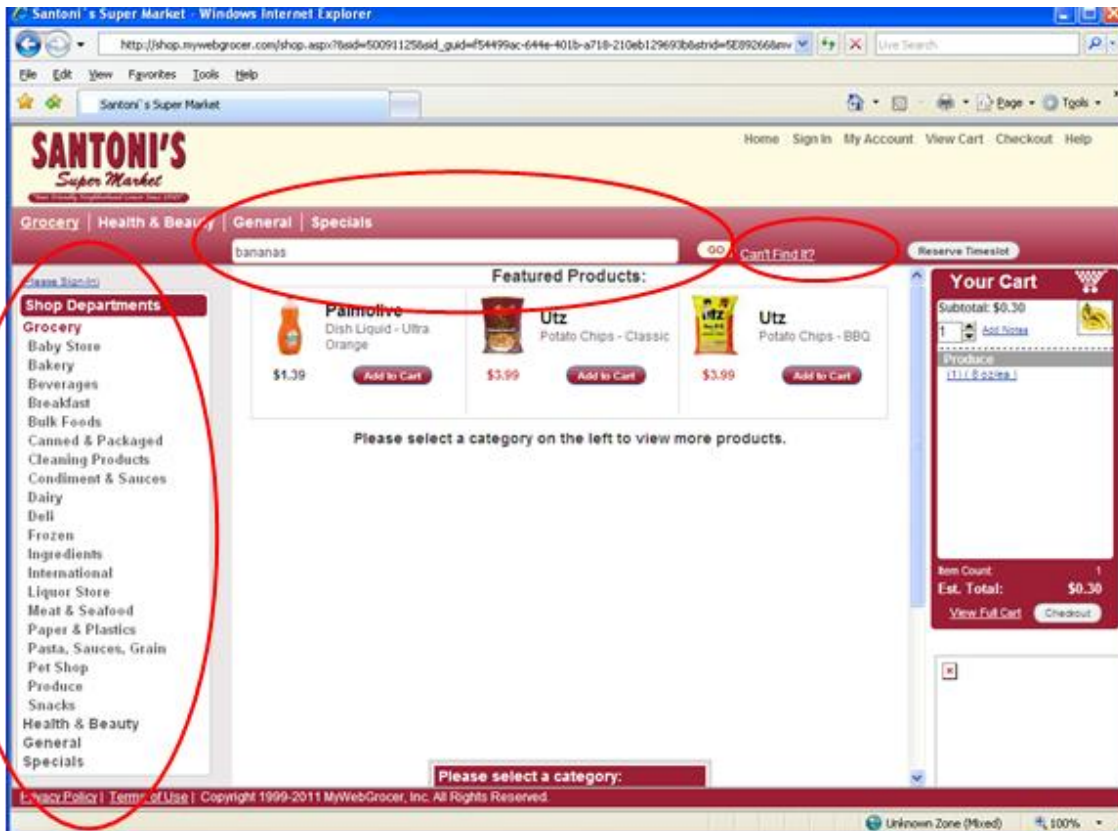 Santoni`s Super Market - Windows Internet Explorer
Live Search
File Edit View Favorites Tools Help
Santoni`s Super Market
Page Tools
SANTONI'S
Super Market
Home Sign In My Account View Cart Checkout Help
Grocery | Health & Beauty | General | Specials
bananas GO Can't Find It? Reserve Timeslot
Please Sign In
Featured Products:
Your Cart
Shop Departments
Grocery
Baby Store
Bakery
Beverages
Breakfast
Bulk Foods
Canned & Packaged
Cleaning Products
Condiment & Sauces
Dairy
Deli
Frozen
Ingredients
International
Liquor Store
Meat & Seafood
Paper & Plastics
Pasta, Sauces, Grain
Pet Shop
Produce
Snacks
Health & Beauty
General
Specials
Palmolive
Dish Liquid - Ultra
Orange
$1.39 Add to Cart
Utz
Potato Chips - Classic
$3.99 Add to Cart
Utz
Potato Chips - BBQ
$3.99 Add to Cart
Please select a category on the left to view more products.
Subtotal: $0.30
1 Add Notes
Produce
Item Count: 1
Est. Total: $0.30
View Full Cart Checkout
Please select a category:
Privacy Policy | Terms of Use | Copyright 1999-2011 MyWebGrocer, Inc. All Rights Reserved.
Unknown Zone (Mixed) 100%